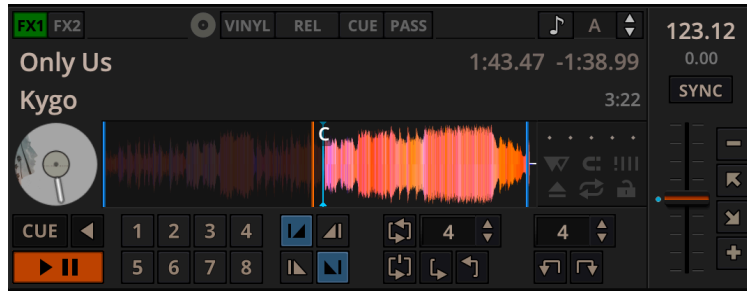 FX1 FX2 VINYL REL CUE PASS A
123.12
0.00
Only Us 1:43.47 -1:38.99
SYNC
Kygo 3:22
C
CUE 1 2 3 4 4 4
5 6 7 8